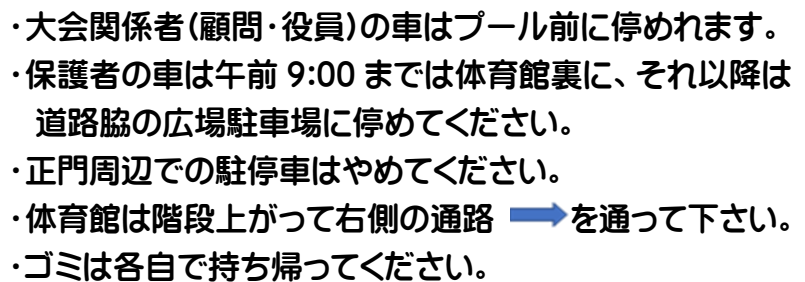 ・大会関係者(顧問・役員)の車はプール前に停めれます。
・保護者の車は午前 9:00 までは体育館裏に、それ以降は
道路脇の広場駐車場に停めてください。
・正門周辺での駐停車はやめてください。
・体育館は階段上がって右側の通路 ➡を通って下さい。
・ゴミは各自で持ち帰ってください。